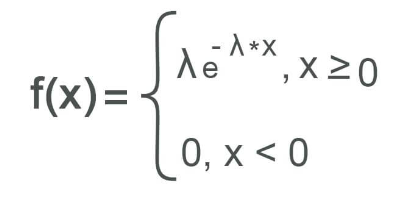 f(x) = { λe^{-λ*x}, x ≥ 0
0, x < 0